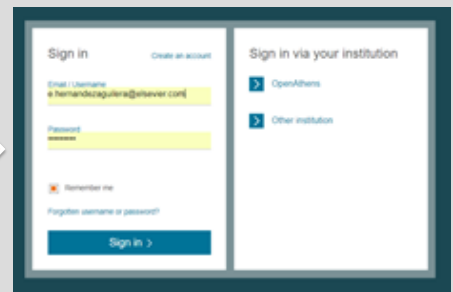 Sign in
Create an account
Email / Username
e.hernandezaguilera@elsever.com
Password
Remember me
Forgotten username or password?
Sign in >
Sign in via your institution
> OpenAthens
> Other institution